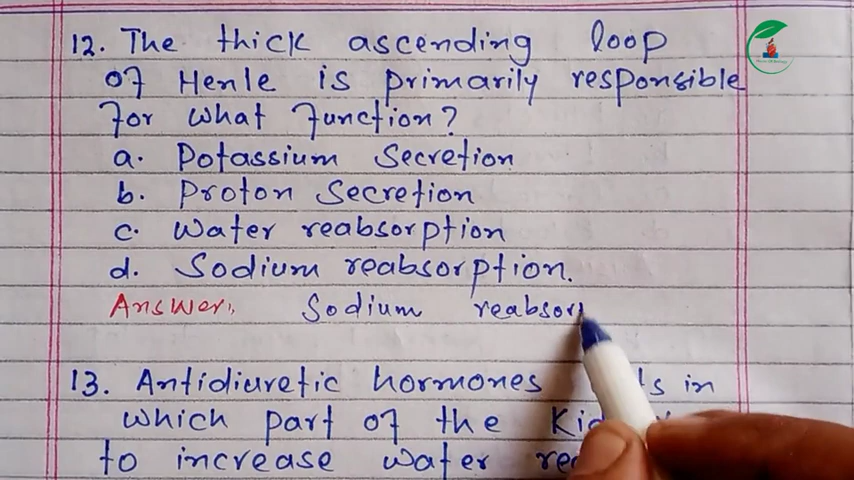 12. The thick ascending loop
of Henle is primarily responsible
for what function?
a. Potassium Secretion
b. Proton Secretion
c. Water reabsorption
d. Sodium reabsorption.
Answer:, Sodium reabsor
13. Antidiuretic hormones in
which part of the
to increase water